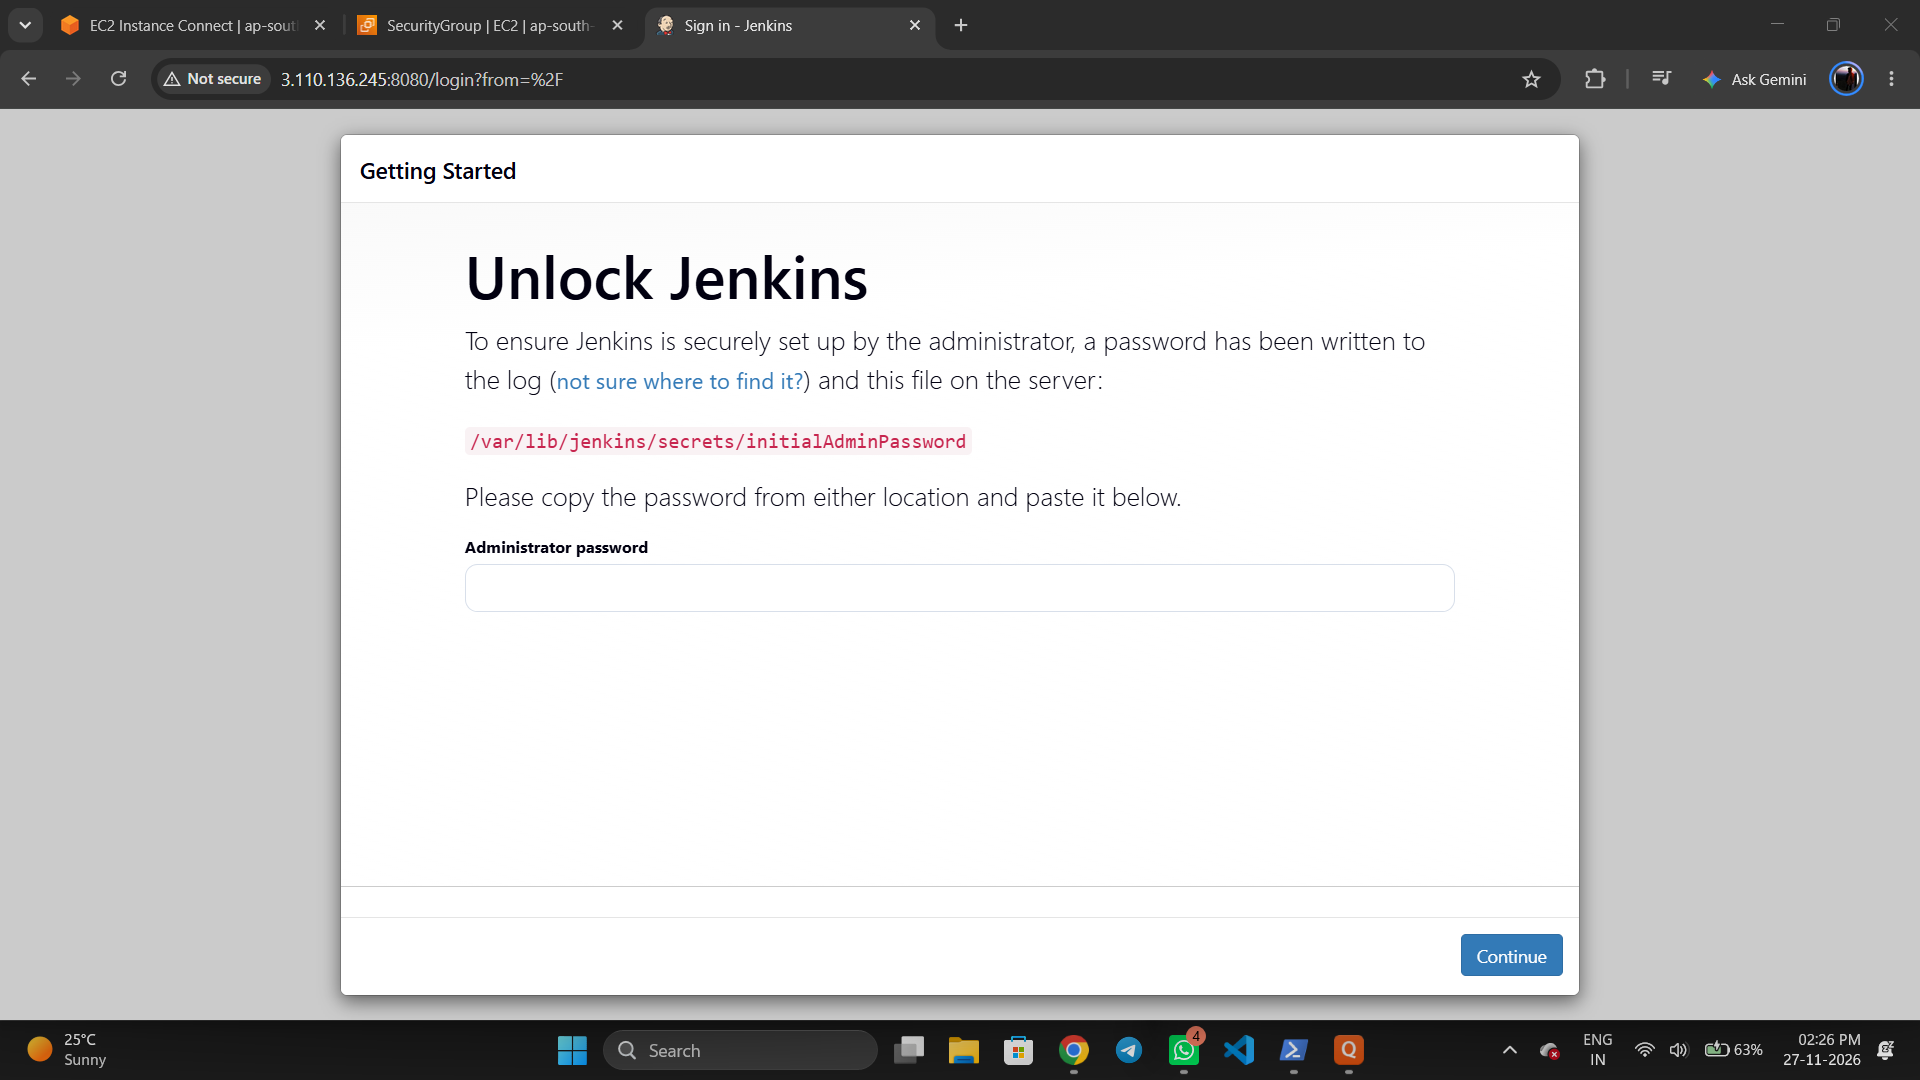 EC2 Instance Connect | ap-sout
SecurityGroup | EC2 | ap-south-
Sign in - Jenkins
Not secure
3.110.136.245:8080/login?from=%2F
Ask Gemini
Getting Started
Unlock Jenkins
To ensure Jenkins is securely set up by the administrator, a password has been written to
the log (not sure where to find it?) and this file on the server:
/var/lib/jenkins/secrets/initialAdminPassword
Please copy the password from either location and paste it below.
Administrator password
Continue
25°C
Sunny
Search
4
ENG
IN
63%
02:26 PM
27-11-2026